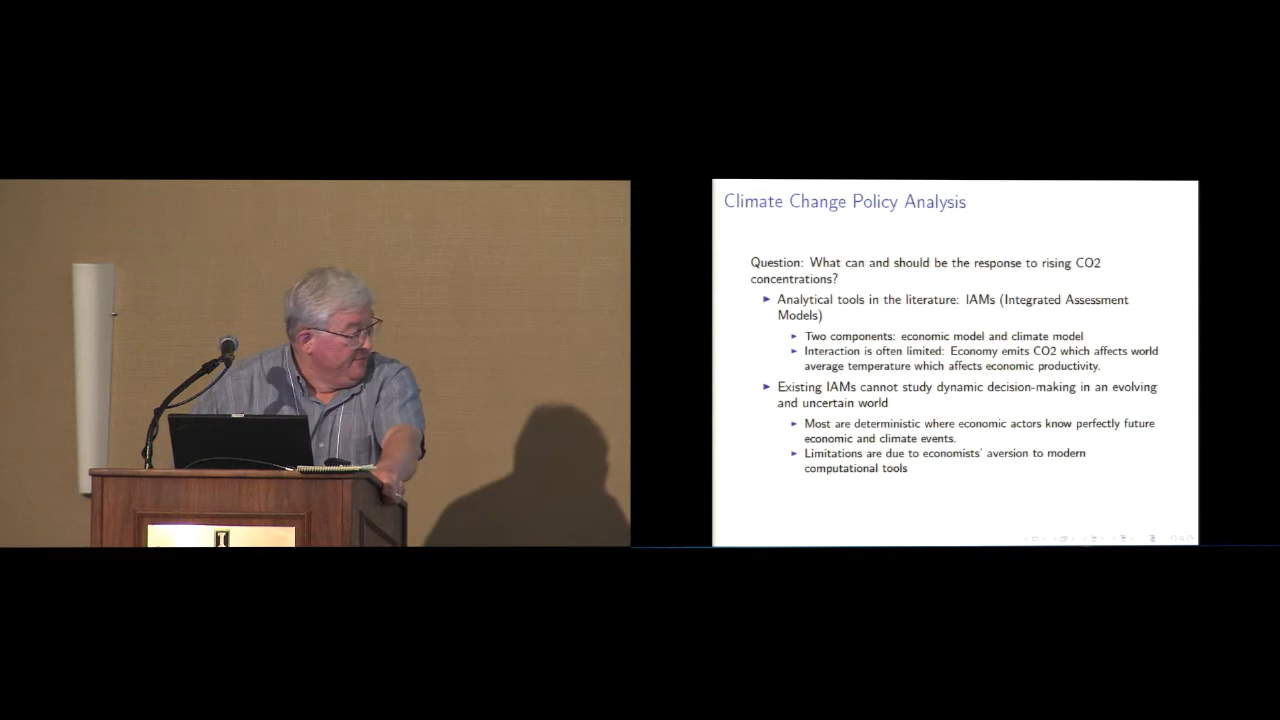 Climate Change Policy Analysis
Question: What can and should be the response to rising CO2
concentrations?
Analytical tools in the literature: IAMs (Integrated Assessment
Models)
Two components: economic model and climate model
Interaction is often limited: Economy emits CO2 which affects world
average temperature which affects economic productivity.
Existing IAMs cannot study dynamic decision-making in an evolving
and uncertain world
Most are deterministic where economic actors know perfectly future
economic and climate events.
Limitations are due to economists' aversion to modern
computational tools
I